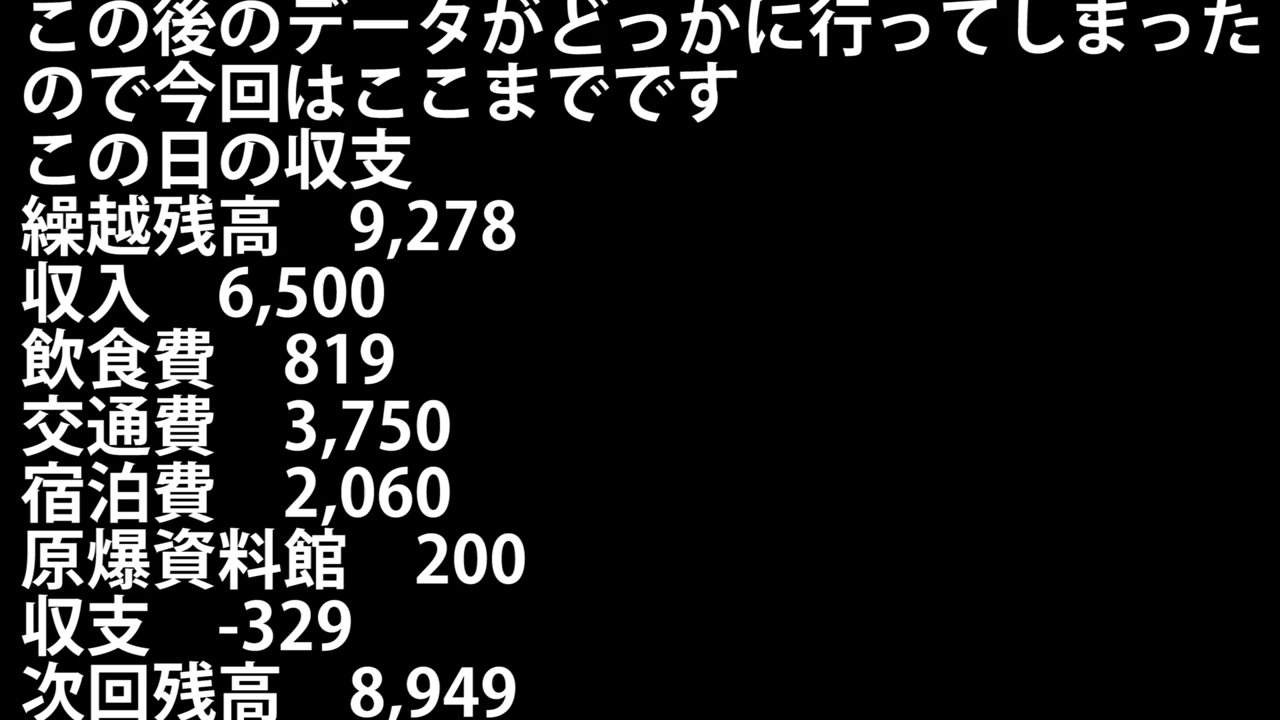 この後のデータがどっかに行ってしまった
ので今回はここまでです
この日の収支
繰越残高　9,278
収入　6,500
飲食費　819
交通費　3,750
宿泊費　2,060
原爆資料館　200
収支　-329
次回残高　8,949